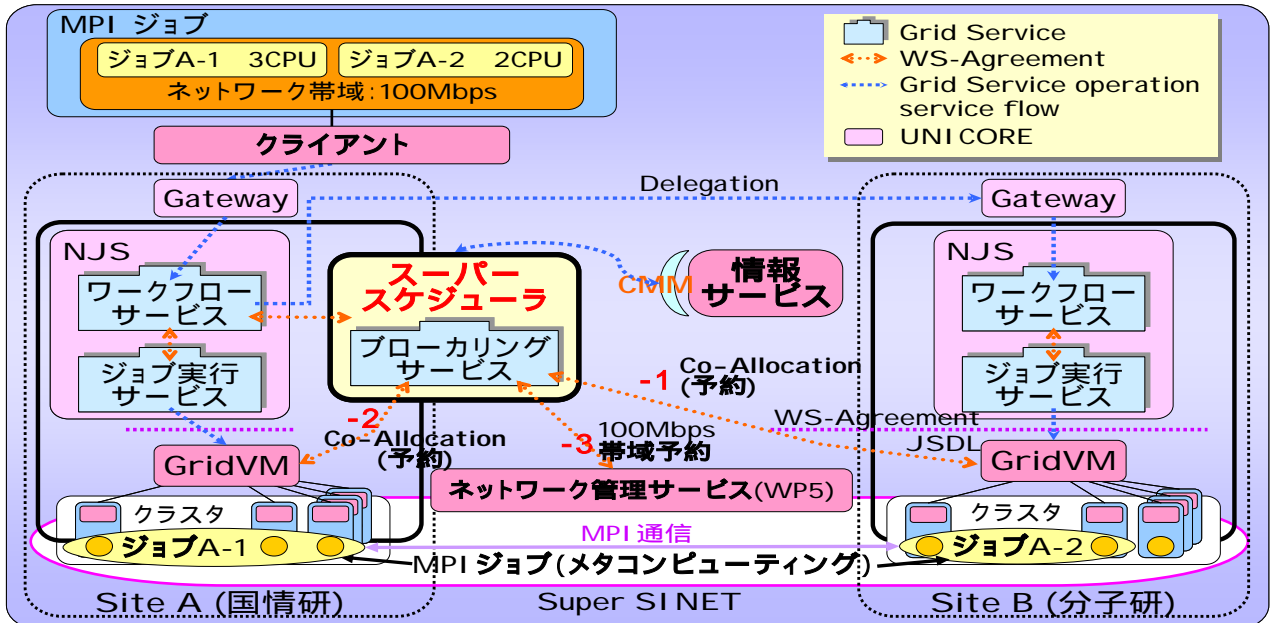 MPI ジョブ
ジョブA-1 3CPU
ジョブA-2 2CPU
ネットワーク帯域:100Mbps
クライアント
Grid Service
WS-Agreement
Grid Service operation
service flow
UNICORE
Gateway
Delegation
Gateway
NJS
ワークフロー
サービス
ジョブ実行
サービス
スーパー
スケジューラ
ブローカリング
サービス
CMM
情報
サービス
NJS
ワークフロー
サービス
ジョブ実行
サービス
-1 Co-Allocation
(予約)
-2
Co-Allocation
(予約)
-3 100Mbps
帯域予約
WS-Agreement
JSDL
GridVM
GridVM
ネットワーク管理サービス(WP5)
クラスタ
クラスタ
ジョブA-1
MPI 通信
ジョブA-2
MPI ジョブ(メタコンピューティング)
Site A (国情研)
Super SINET
Site B (分子研)